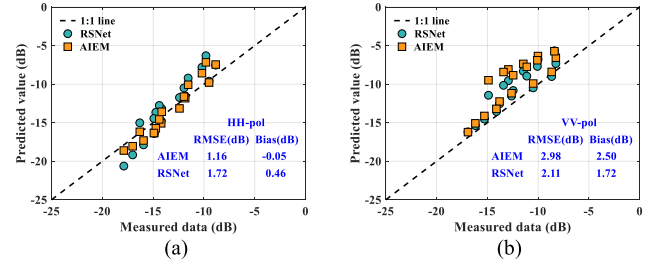 0
-5
-10
-15
-20
-25
-25
-20
-15
-10
-5
0
Predicted value (dB)
Measured data (dB)
1:1 line
RSNet
AIEM
HH-pol
RMSE(dB) Bias(dB)
AIEM 1.16 -0.05
RSNet 1.72 0.46
(a)
0
-5
-10
-15
-20
-25
-25
-20
-15
-10
-5
0
Predicted value (dB)
Measured data (dB)
1:1 line
RSNet
AIEM
VV-pol
RMSE(dB) Bias(dB)
AIEM 2.98 2.50
RSNet 2.11 1.72
(b)